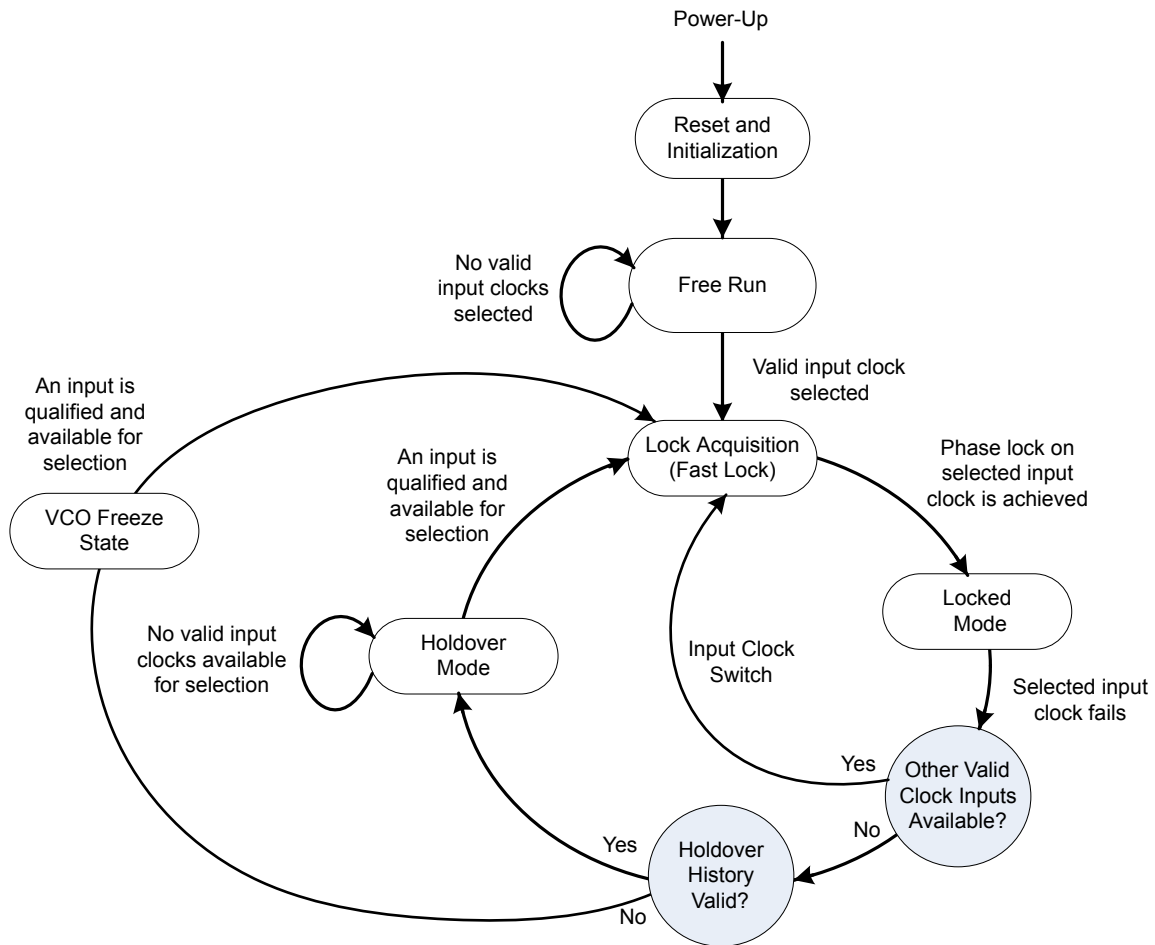 Power-Up
Reset and
Initialization
No valid
input clocks
selected
Free Run
Valid input clock
selected
An input is
qualified and
available for
selection
Lock Acquisition
(Fast Lock)
An input is
qualified and
available for
selection
Phase lock on
selected input
clock is achieved
VCO Freeze
State
Locked
Mode
No valid input
clocks available
for selection
Holdover
Mode
Input Clock
Switch
Selected input
clock fails
Yes
Other Valid
Clock Inputs
Available?
No
Yes
Holdover
History
Valid?
No